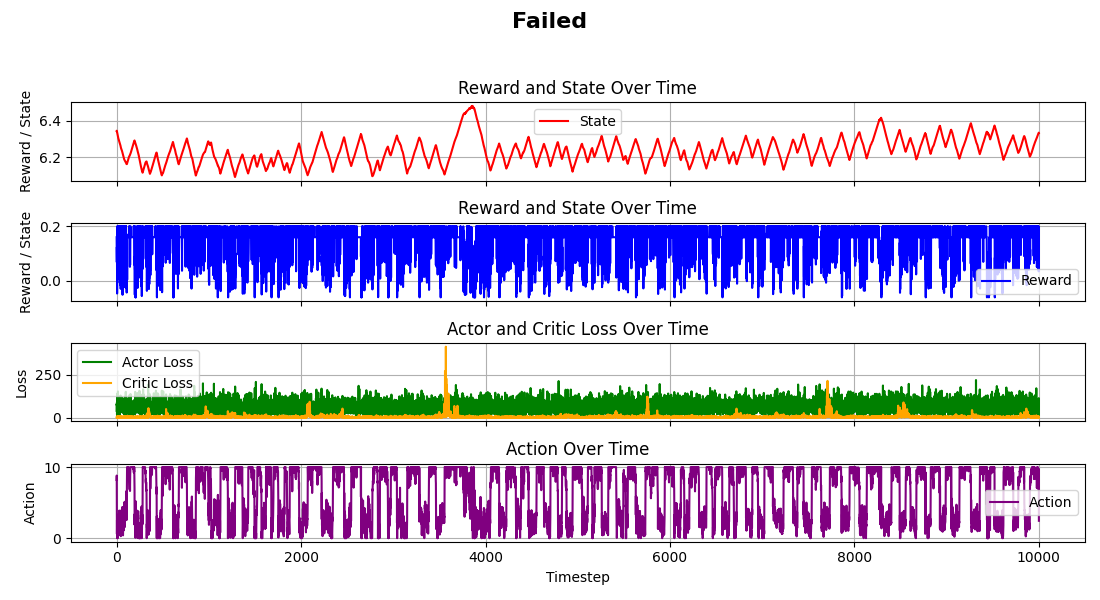 Failed
Reward and State Over Time
Reward / State
6.4
6.2
State
Reward and State Over Time
Reward / State
0.2
0.0
Reward
Actor and Critic Loss Over Time
Loss
250
0
Actor Loss
Critic Loss
Action Over Time
Action
10
0
Action
0 2000 4000 6000 8000 10000
Timestep